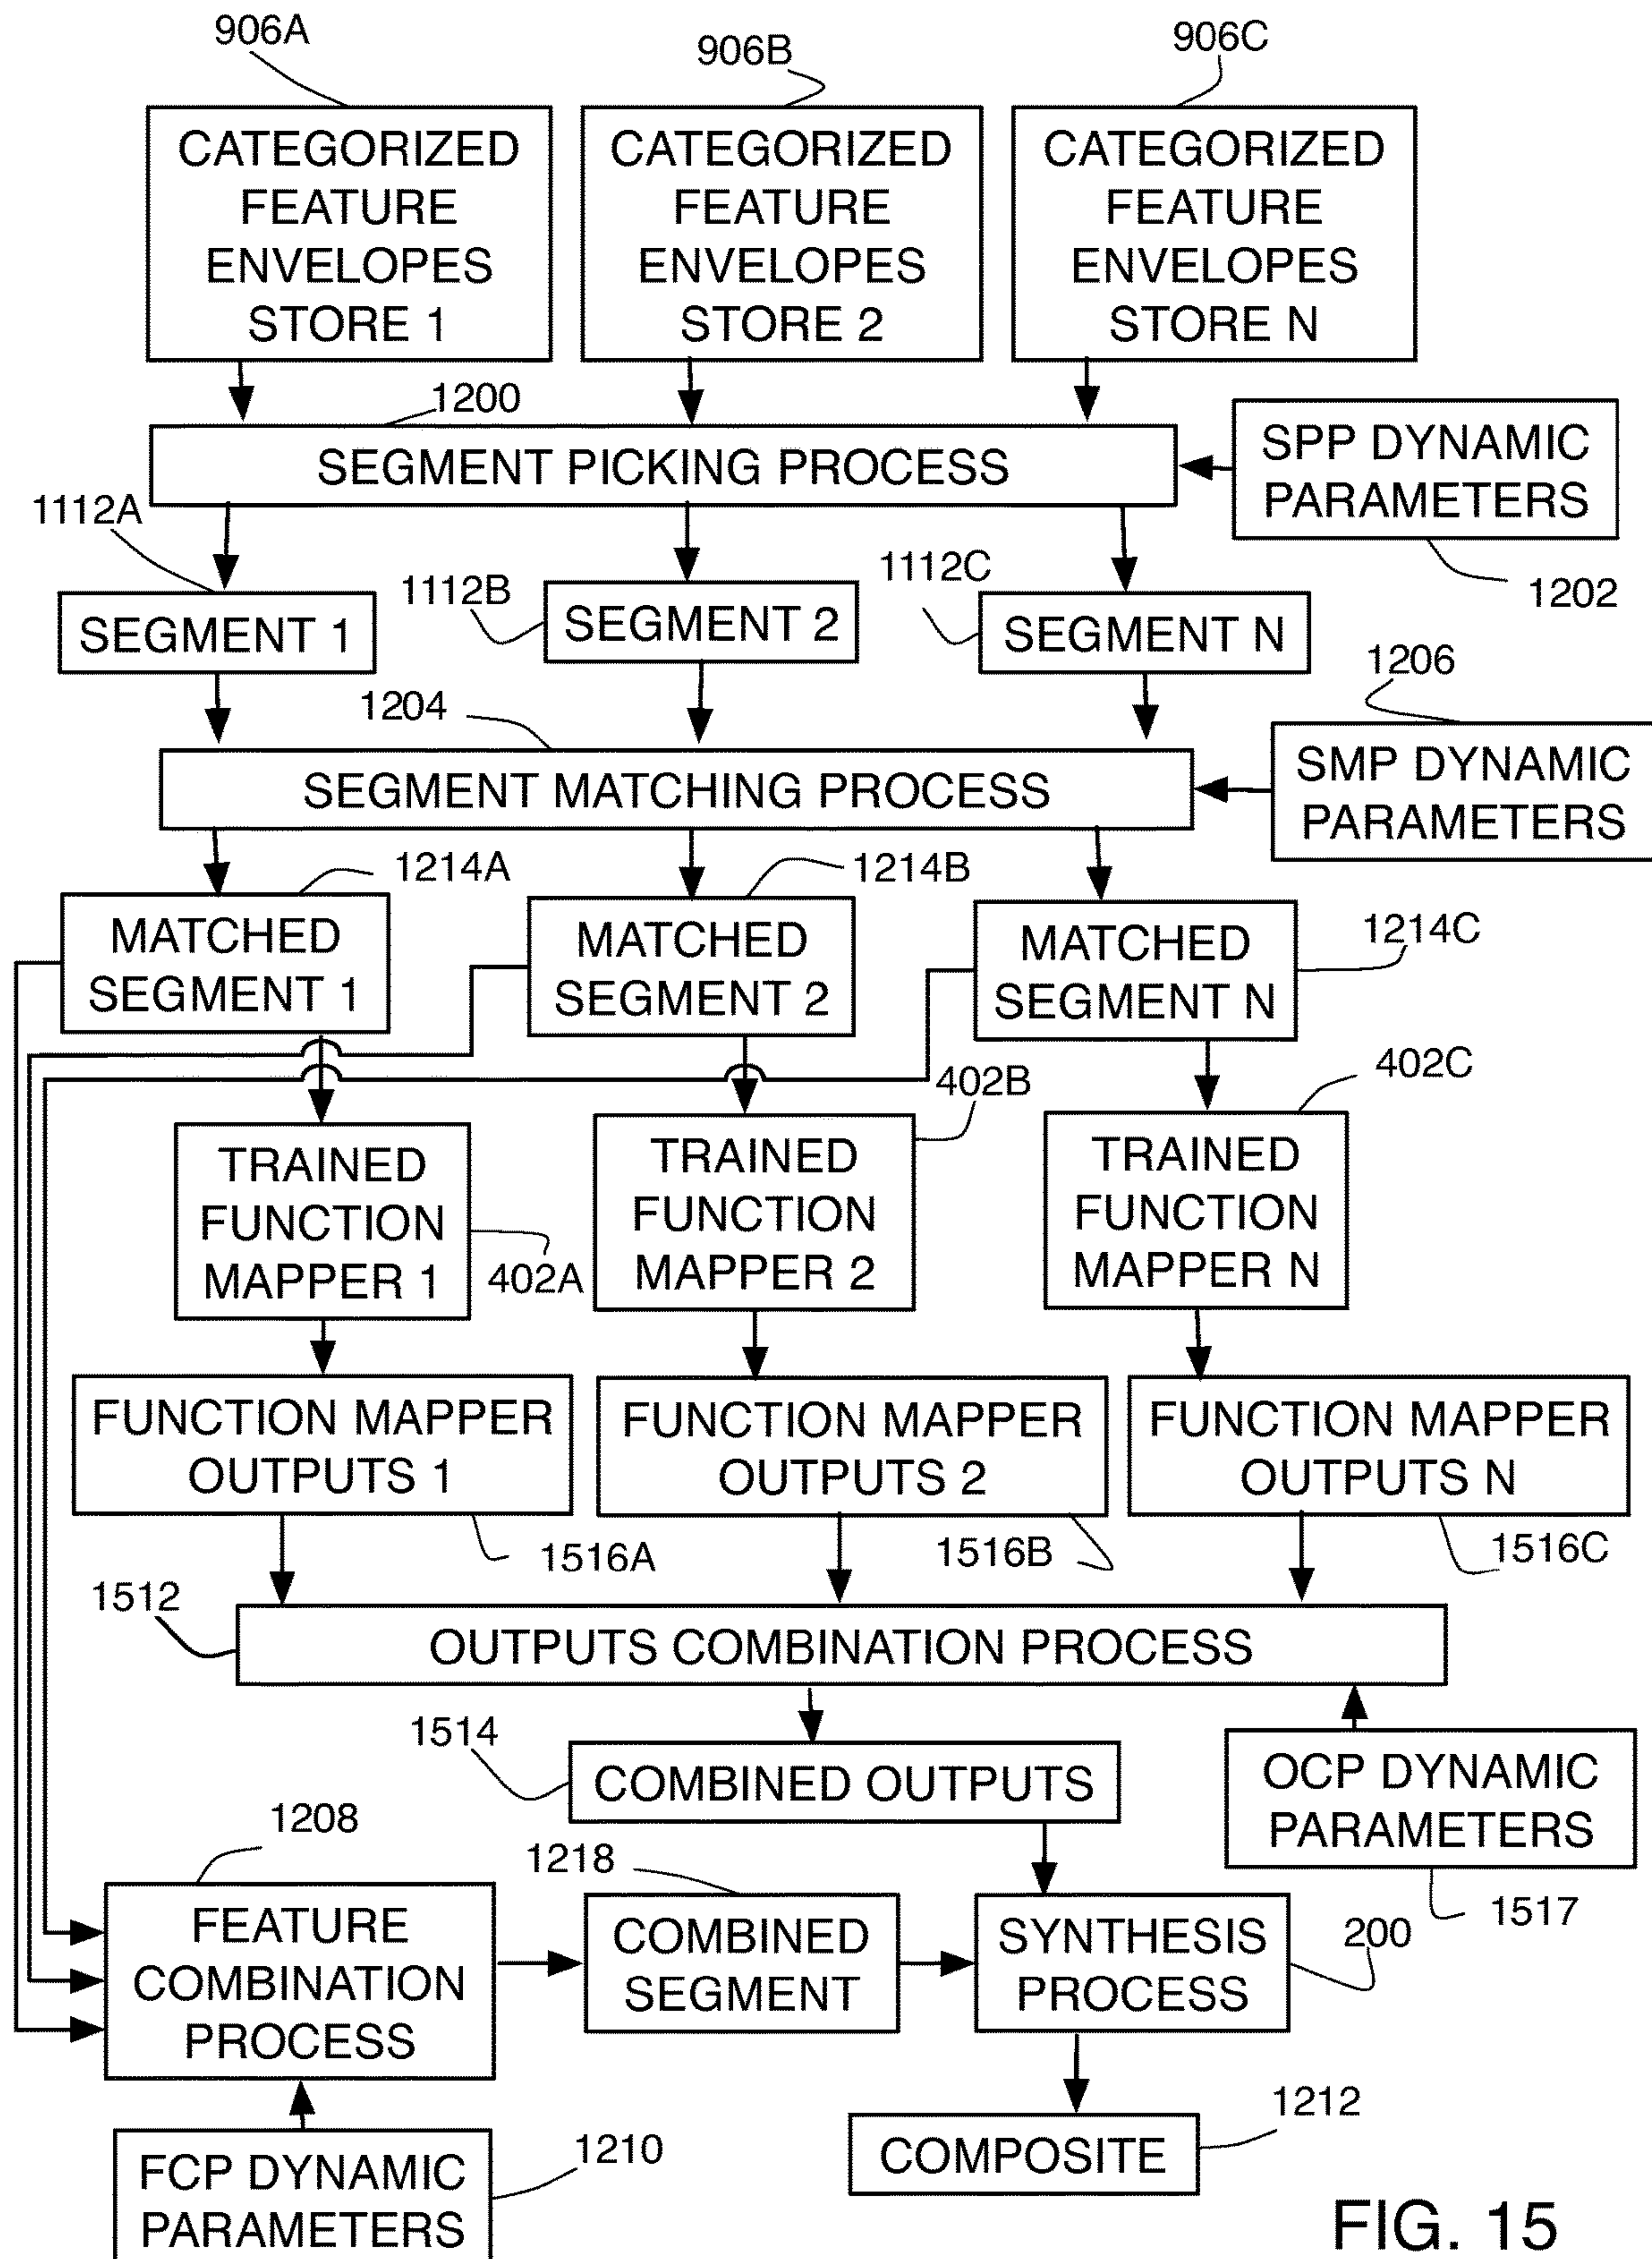 906A
906B
906C
CATEGORIZED
FEATURE
ENVELOPES
STORE 1
CATEGORIZED
FEATURE
ENVELOPES
STORE 2
CATEGORIZED
FEATURE
ENVELOPES
STORE N
1200
SEGMENT PICKING PROCESS
SPP DYNAMIC
PARAMETERS
1202
1112A
1112B
1112C
SEGMENT 1
SEGMENT 2
SEGMENT N
1204
1206
SEGMENT MATCHING PROCESS
SMP DYNAMIC
PARAMETERS
1214A
1214B
1214C
MATCHED
SEGMENT 1
MATCHED
SEGMENT 2
MATCHED
SEGMENT N
402B
402C
TRAINED
FUNCTION
MAPPER 1
402A
TRAINED
FUNCTION
MAPPER 2
TRAINED
FUNCTION
MAPPER N
FUNCTION MAPPER
OUTPUTS 1
FUNCTION MAPPER
OUTPUTS 2
FUNCTION MAPPER
OUTPUTS N
1516A
1516B
1516C
1512
OUTPUTS COMBINATION PROCESS
1514
COMBINED OUTPUTS
OCP DYNAMIC
PARAMETERS
1517
1208
1218
FEATURE
COMBINATION
PROCESS
COMBINED
SEGMENT
SYNTHESIS
PROCESS
200
FCP DYNAMIC
PARAMETERS
1210
COMPOSITE
1212
FIG. 15